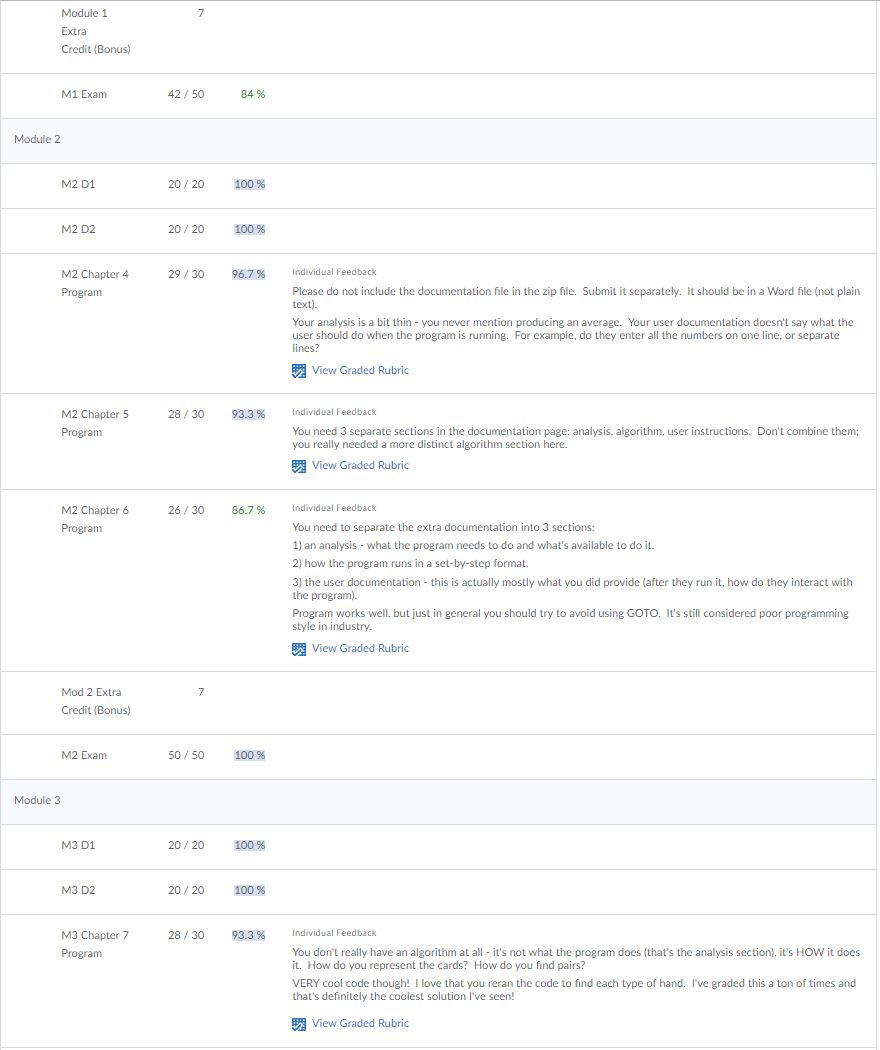 Module 1 7
Extra
Credit (Bonus)
M1 Exam 42 / 50 84 %
Module 2
M2 D1 20 / 20 100 %
M2 D2 20 / 20 100 %
M2 Chapter 4 29 / 30 96.7 % Individual Feedback
Program
Please do not include the documentation file in the zip file. Submit it separately. It should be in a Word file (not plain
text).
Your analysis is a bit thin - you never mention producing an average. Your user documentation doesn't say what the
user should do when the program is running. For example, do they enter all the numbers on one line, or separate
lines?
View Graded Rubric
M2 Chapter 5 28 / 30 93.3 % Individual Feedback
Program
You need 3 separate sections in the documentation page: analysis, algorithm, user instructions. Don't combine them;
you really needed a more distinct algorithm section here.
View Graded Rubric
M2 Chapter 6 26 / 30 86.7 % Individual Feedback
Program
You need to separate the extra documentation into 3 sections:
1) an analysis - what the program needs to do and what's available to do it.
2) how the program runs in a set-by-step format.
3) the user documentation - this is actually mostly what you did provide (after they run it, how do they interact with
the program).
Program works well, but just in general you should try to avoid using GOTO. It's still considered poor programming
style in industry.
View Graded Rubric
Mod 2 Extra 7
Credit (Bonus)
M2 Exam 50 / 50 100 %
Module 3
M3 D1 20 / 20 100 %
M3 D2 20 / 20 100 %
M3 Chapter 7 28 / 30 93.3 % Individual Feedback
Program
You don't really have an algorithm at all - it's not what the program does (that's the analysis section), it's HOW it does
it. How do you represent the cards? How do you find pairs?
VERY cool code though! I love that you reran the code to find each type of hand. I've graded this a ton of times and
that's definitely the coolest solution I've seen!
View Graded Rubric